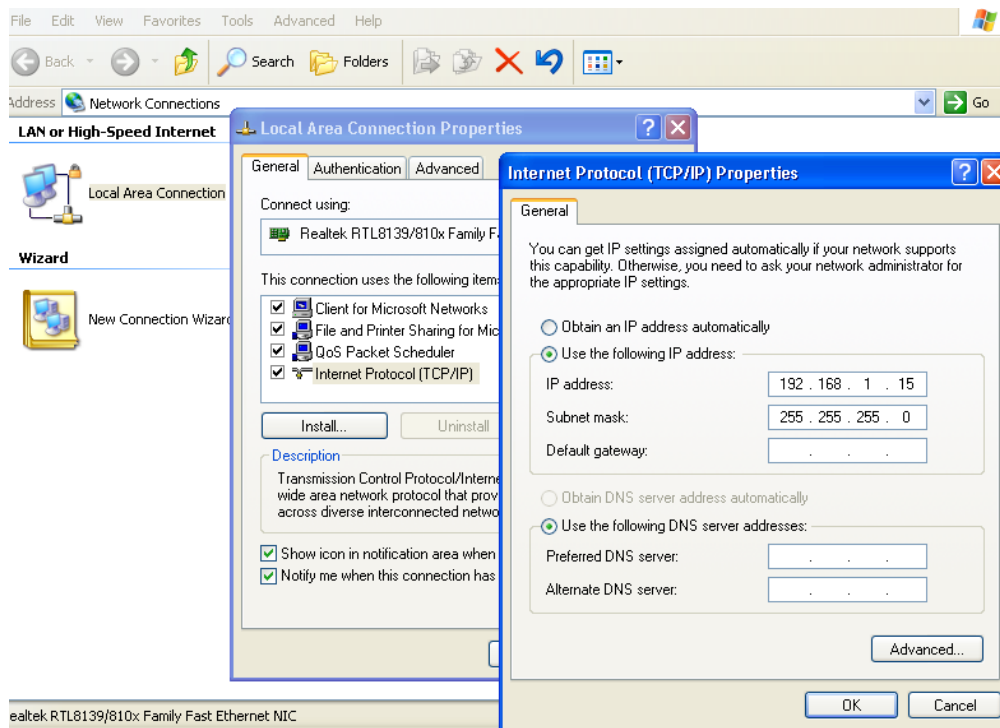 File Edit View Favorites Tools Advanced Help
Back Search Folders
Address Network Connections Go
LAN or High-Speed Internet
Local Area Connection
Wizard
New Connection Wizard
Local Area Connection Properties
General Authentication Advanced
Connect using:
Realtek RTL8139/810x Family F
This connection uses the following item
Client for Microsoft Networks
File and Printer Sharing for Mic
QoS Packet Scheduler
Internet Protocol (TCP/IP)
Install... Uninstall
Description
Transmission Control Protocol/Interne
wide area network protocol that prov
across diverse interconnected netwo
Show icon in notification area when
Notify me when this connection has
Internet Protocol (TCP/IP) Properties
General
You can get IP settings assigned automatically if your network supports
this capability. Otherwise, you need to ask your network administrator for
the appropriate IP settings.
Obtain an IP address automatically
Use the following IP address:
IP address: 192 . 168 . 1 . 15
Subnet mask: 255 . 255 . 255 . 0
Default gateway: . . .
Obtain DNS server address automatically
Use the following DNS server addresses:
Preferred DNS server: . . .
Alternate DNS server: . . .
Advanced...
OK Cancel
ealtek RTL8139/810x Family Fast Ethernet NIC